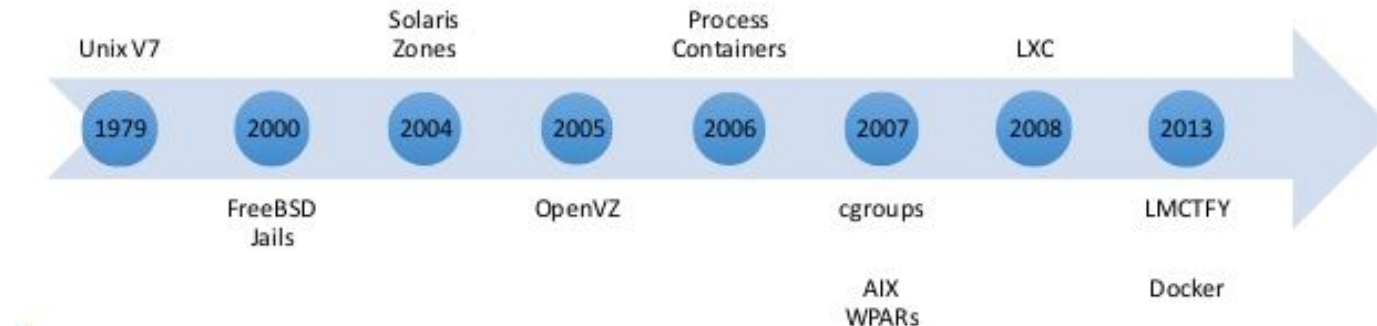 Unix V7
Solaris
Zones
Process
Containers
LXC
1979
2000
2004
2005
2006
2007
2008
2013
FreeBSD
Jails
OpenVZ
cgroups
LMCTFY
AIX
WPARs
Docker